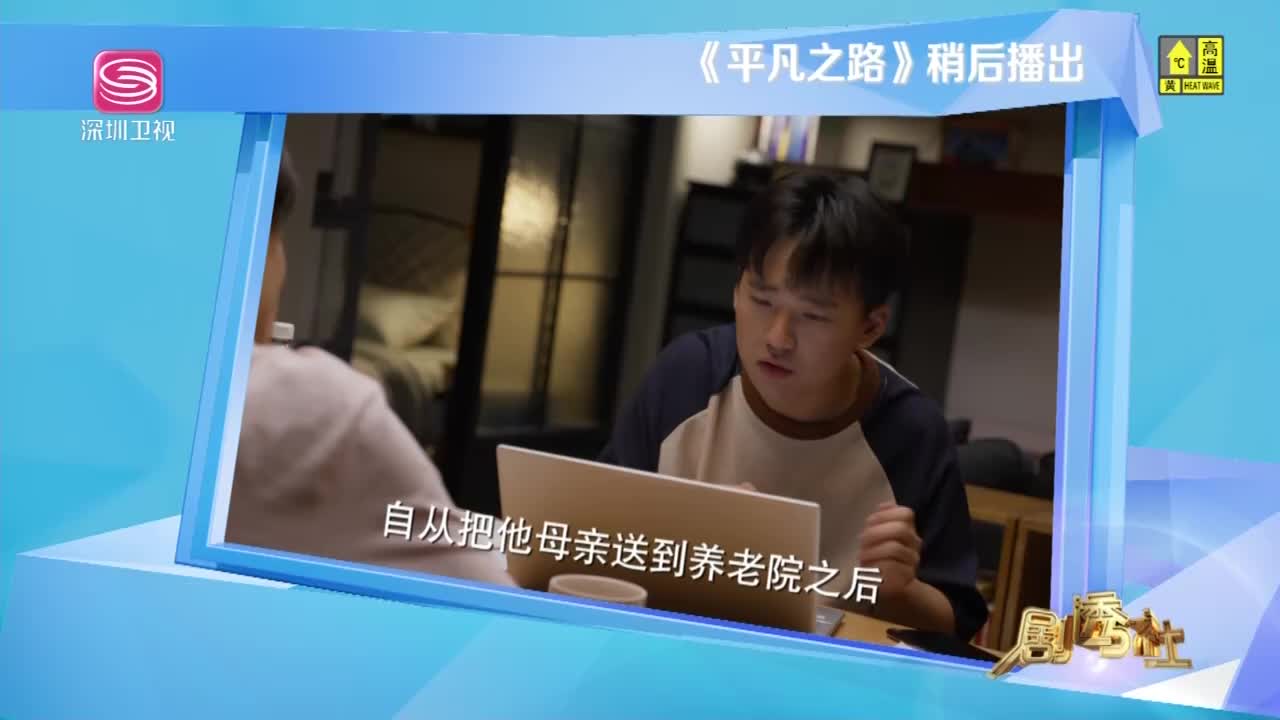 《平凡之路》稍后播出
高温
℃
黄 HEAT WAVE
深圳卫视
自从把他母亲送到养老院之后
剧秀社